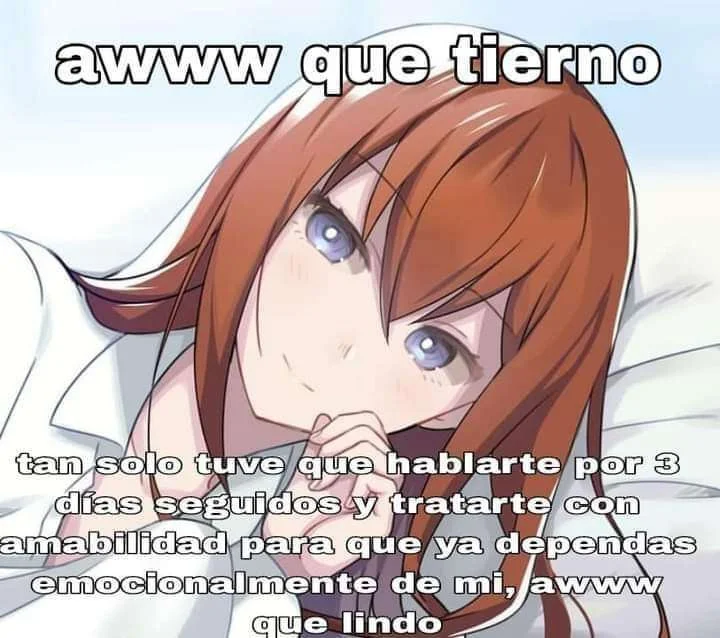 awww que tierno
tan solo tuve que hablarte por 3
días seguidos y tratarte con
amabilidad para que ya dependas
emocionalmente de mi, awww
que lindo